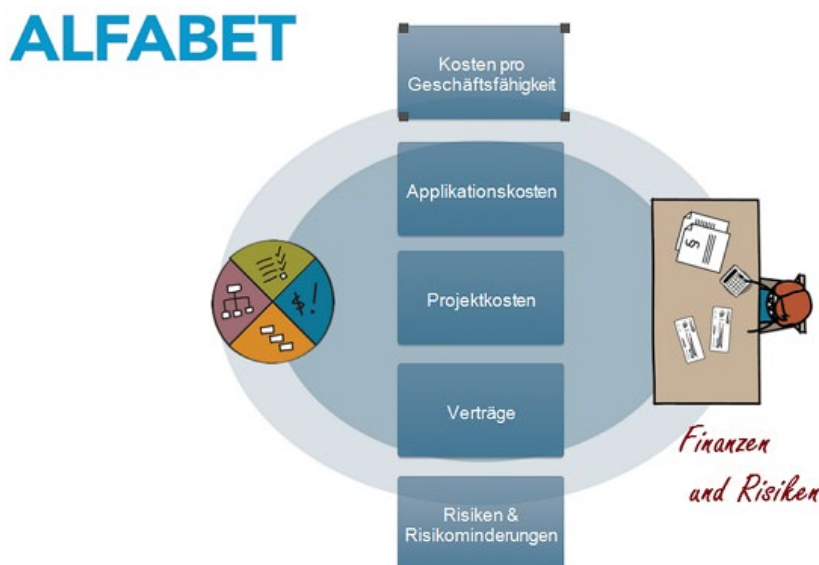 ALFABET
Kosten pro
Geschäftsfähigkeit
Applikationskosten
Projektkosten
Verträge
Finanzen
und Risiken
Risiken &
Risikominderungen